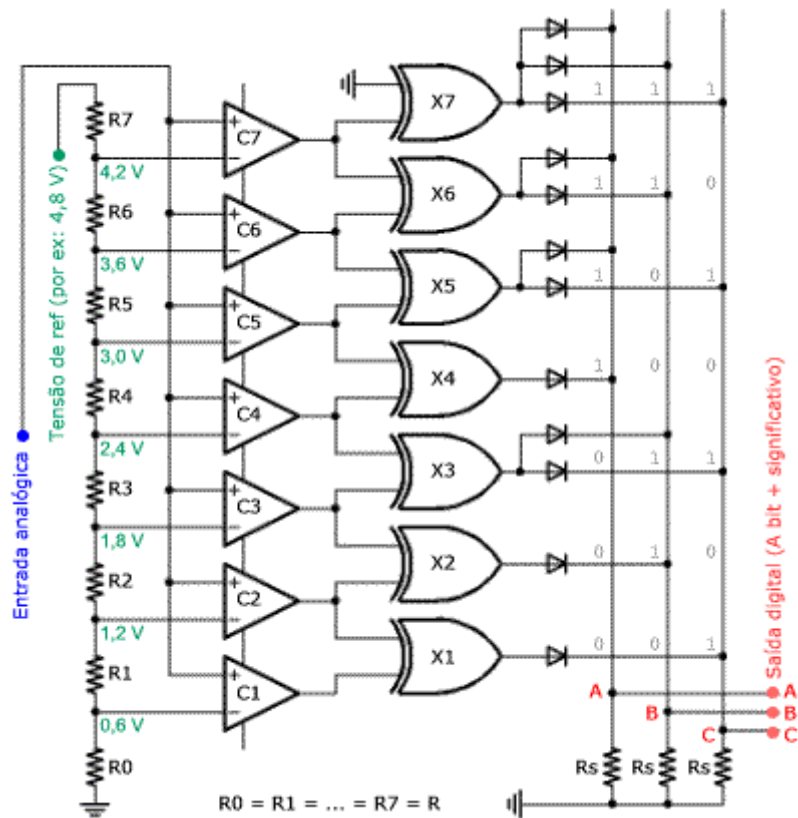 R7
R6
R5
R4
R3
R2
R1
R0
4,2 V
3,6 V
3,0 V
2,4 V
1,8 V
1,2 V
0,6 V
Entrada analógica
Tensão de ref (por ex: 4,8 V)
+
−
C7
+
−
C6
+
−
C5
+
−
C4
+
−
C3
+
−
C2
+
−
C1
X7
X6
X5
X4
X3
X2
X1
1 1 1
1 1 0
1 0 1
1 0 0
0 1 1
0 1 0
0 0 1
A
B
C
Saída digital (A bit + significativo)
A
B
C
Rs
Rs
Rs
R0 = R1 = ... = R7 = R